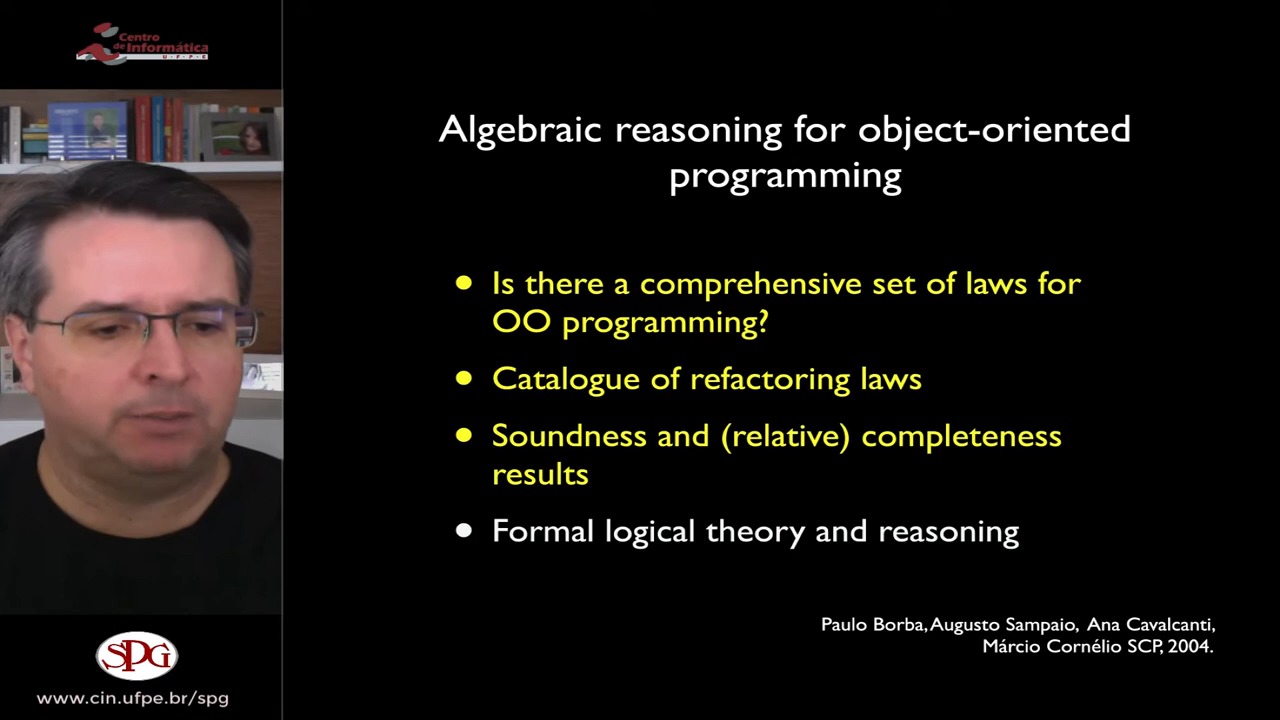 Centro
de Informática
U·F·P·E
Algebraic reasoning for object-oriented
programming
• Is there a comprehensive set of laws for
OO programming?
• Catalogue of refactoring laws
• Soundness and (relative) completeness
results
• Formal logical theory and reasoning
Paulo Borba, Augusto Sampaio, Ana Cavalcanti,
Márcio Cornélio SCP, 2004.
SPG
www.cin.ufpe.br/spg